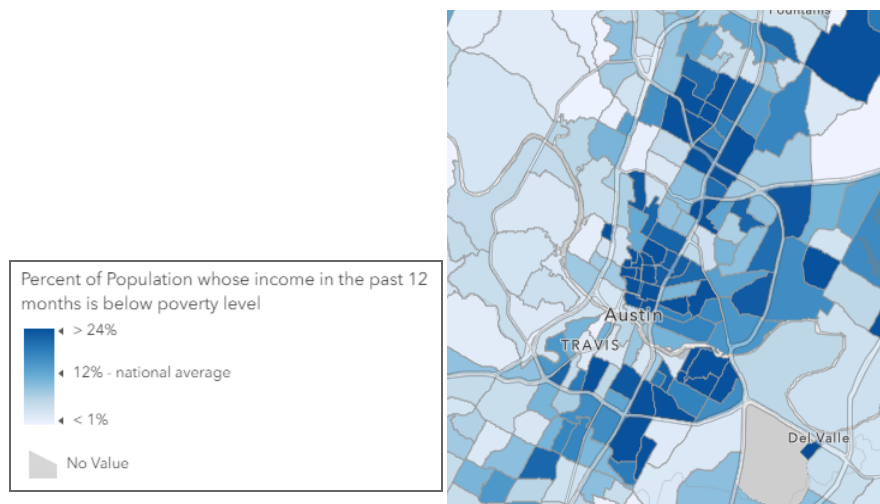 Fountains
Percent of Population whose income in the past 12
months is below poverty level
> 24%
12% - national average
< 1%
No Value
Austin
TRAVIS
Del Valle